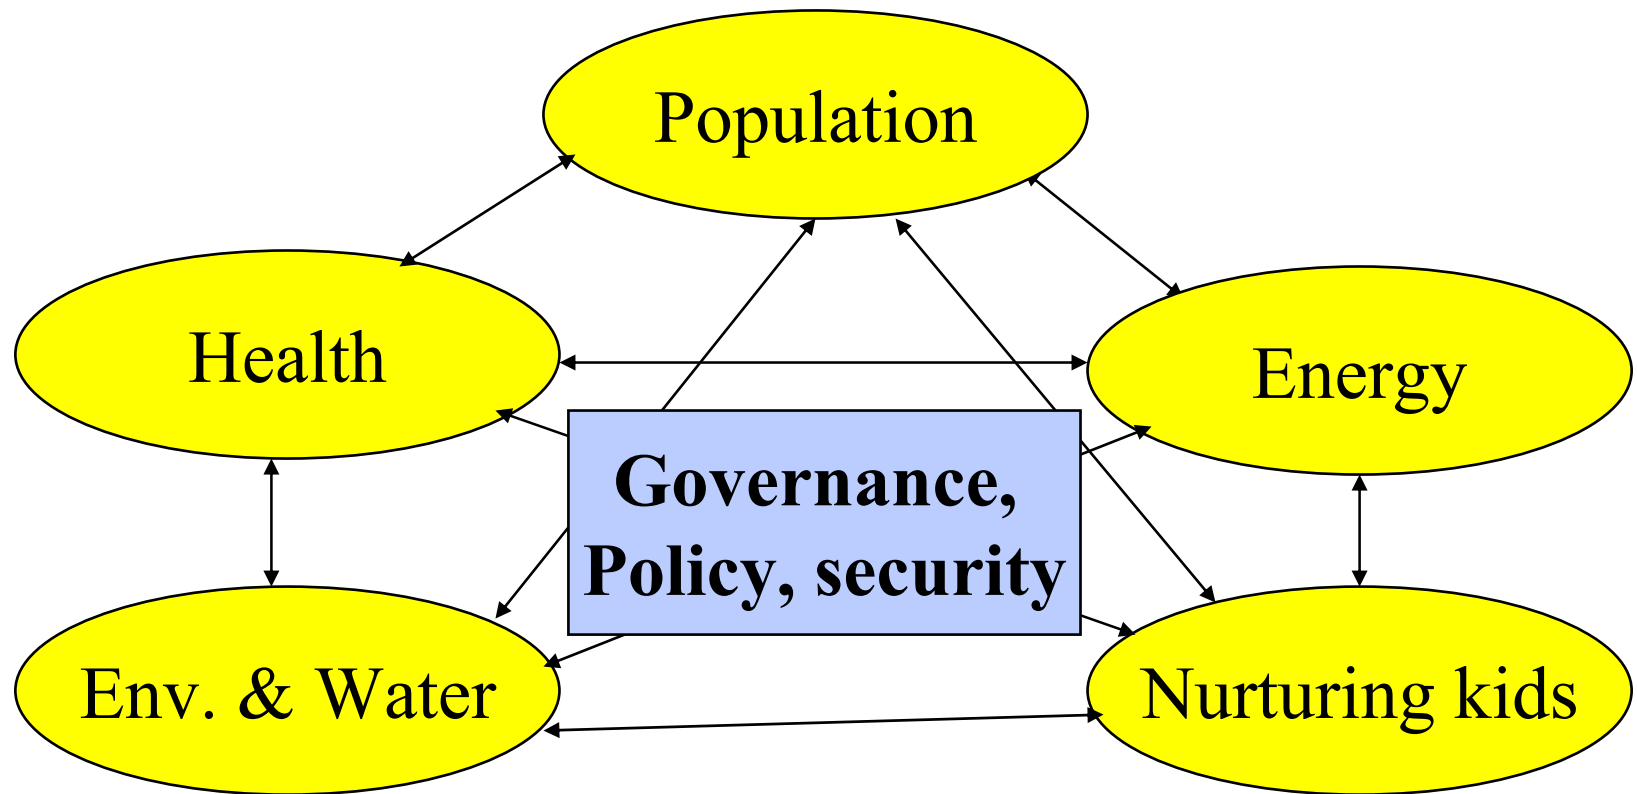 Population
Health
Energy
Governance,
Policy, security
Env. & Water
Nurturing kids